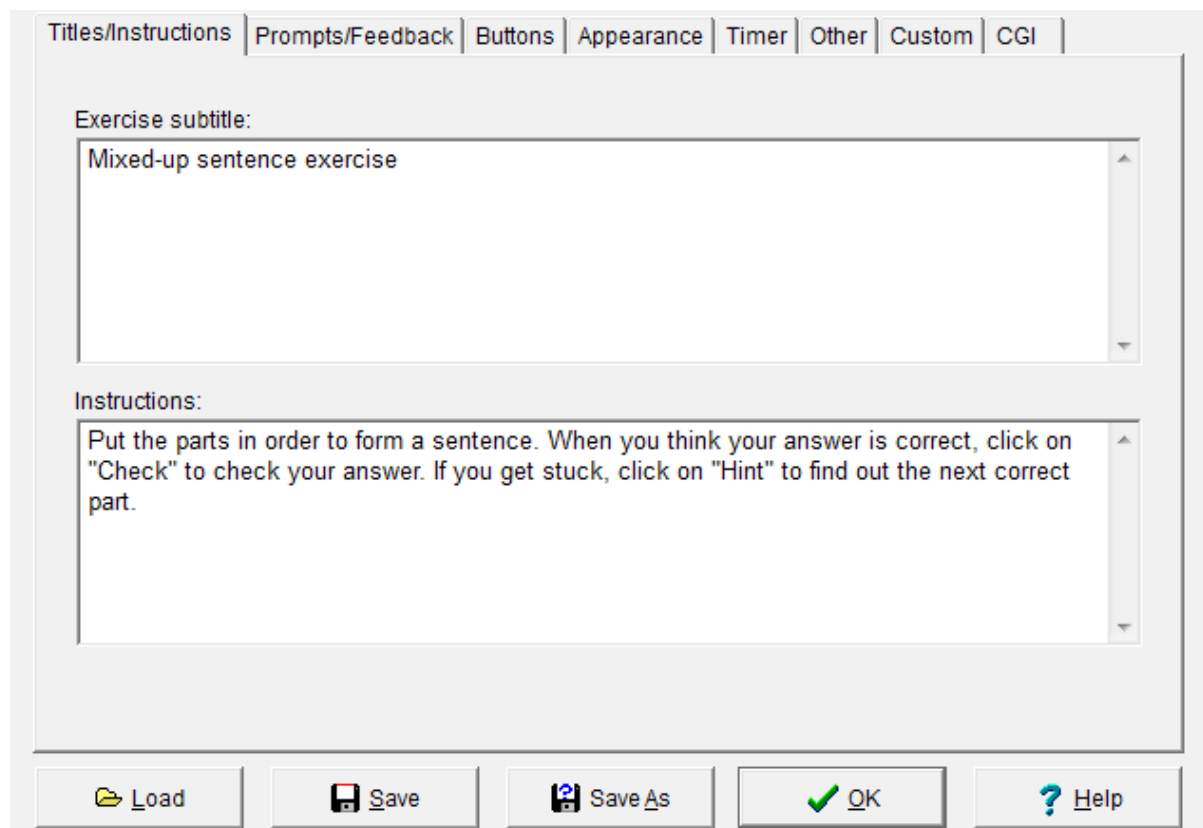 Titles/Instructions Prompts/Feedback Buttons Appearance Timer Other Custom CGI
Exercise subtitle:
Mixed-up sentence exercise
Instructions:
Put the parts in order to form a sentence. When you think your answer is correct, click on
"Check" to check your answer. If you get stuck, click on "Hint" to find out the next correct
part.
Load Save Save As OK Help